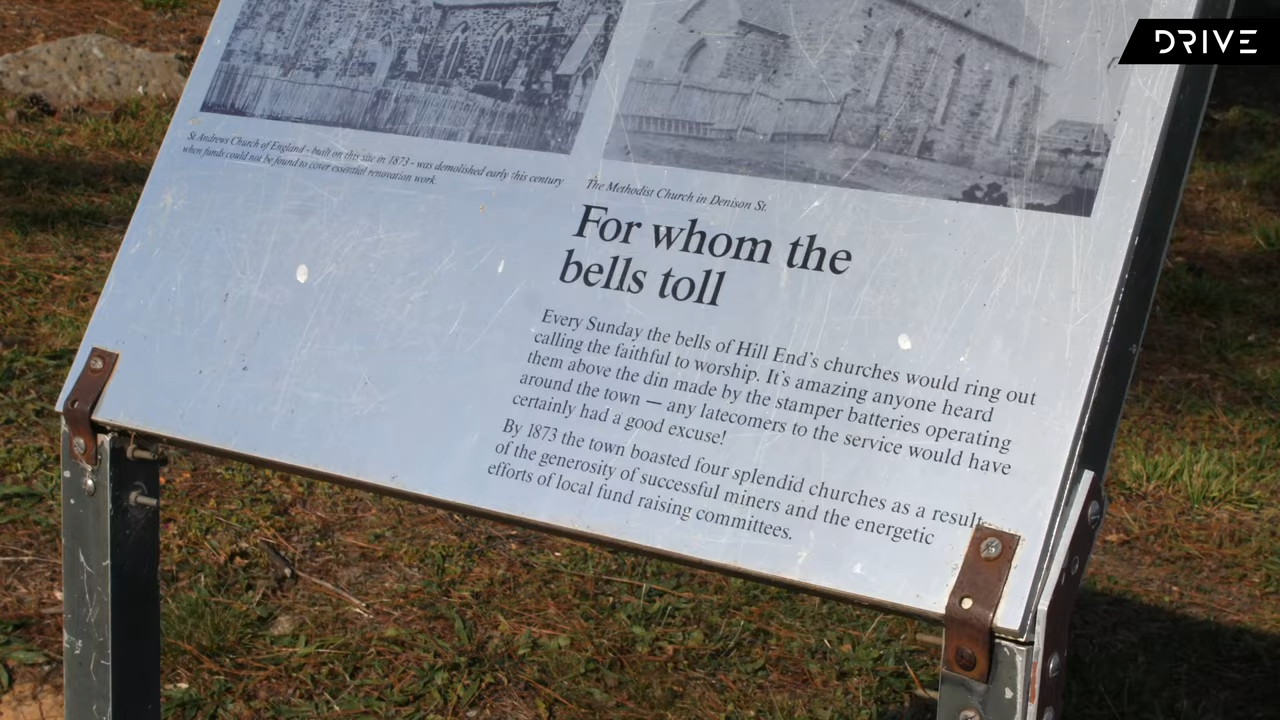 DRIVE
St Andrews Church of England - built on this site in 1873 - was demolished early this century
when funds could not be found to cover essential renovation work.
The Methodist Church in Denison St.
For whom the
bells toll
Every Sunday the bells of Hill End's churches would ring out
calling the faithful to worship. It's amazing anyone heard
them above the din made by the stamper batteries operating
around the town — any latecomers to the service would have
certainly had a good excuse!
By 1873 the town boasted four splendid churches as a result
of the generosity of successful miners and the energetic
efforts of local fund raising committees.